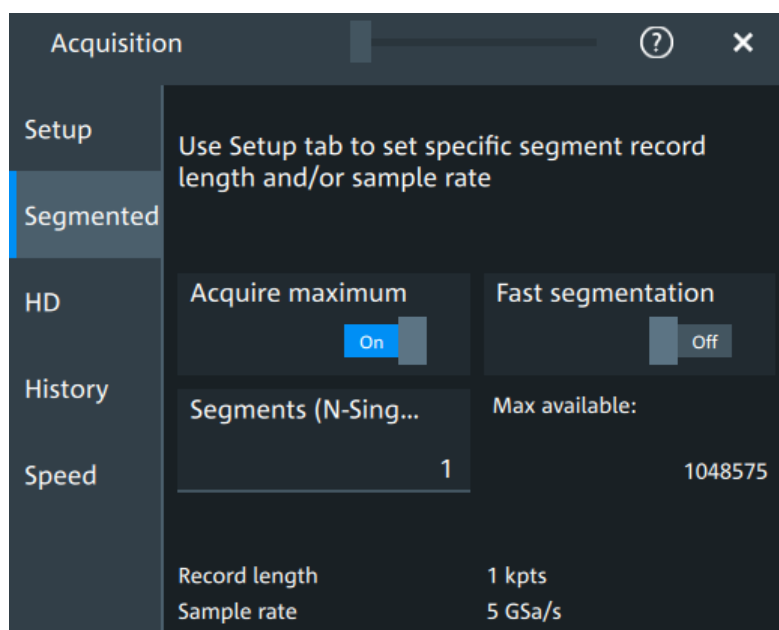 Acquisition
?
Setup
Segmented
HD
History
Speed
Use Setup tab to set specific segment record
length and/or sample rate
Acquire maximum
On
Fast segmentation
Off
Segments (N-Sing...
1
Max available:
1048575
Record length 1 kpts
Sample rate 5 GSa/s